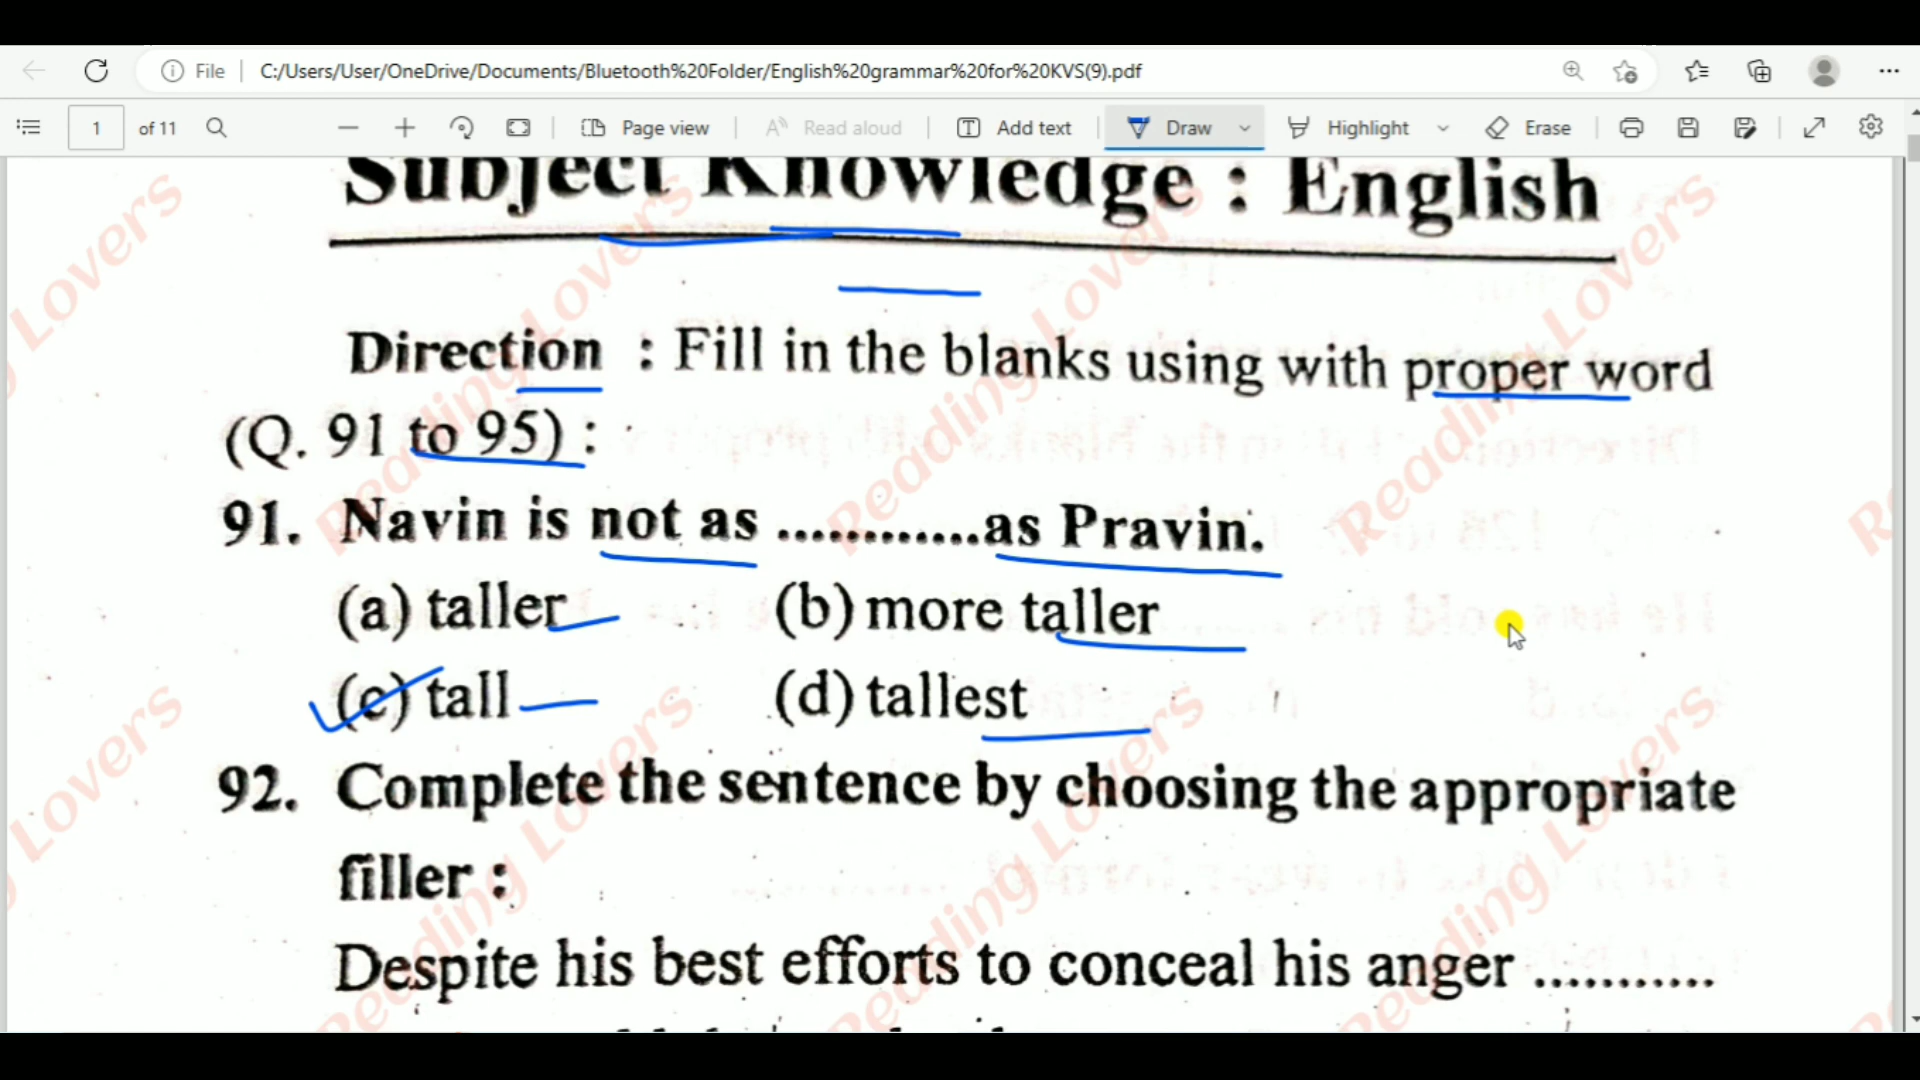 File
C:/Users/User/OneDrive/Documents/Bluetooth%20Folder/English%20grammar%20for%20KVS(9).pdf
1 of 11 Page view Read aloud Add text Draw Highlight Erase
Subject Knowledge : English
Direction : Fill in the blanks using with proper word
(Q. 91 to 95) :
91. Navin is not as ............as Pravin.
(a) taller (b) more taller
(c) tall (d) tallest
92. Complete the sentence by choosing the appropriate
filler :
Despite his best efforts to conceal his anger ...........
Reading Lovers